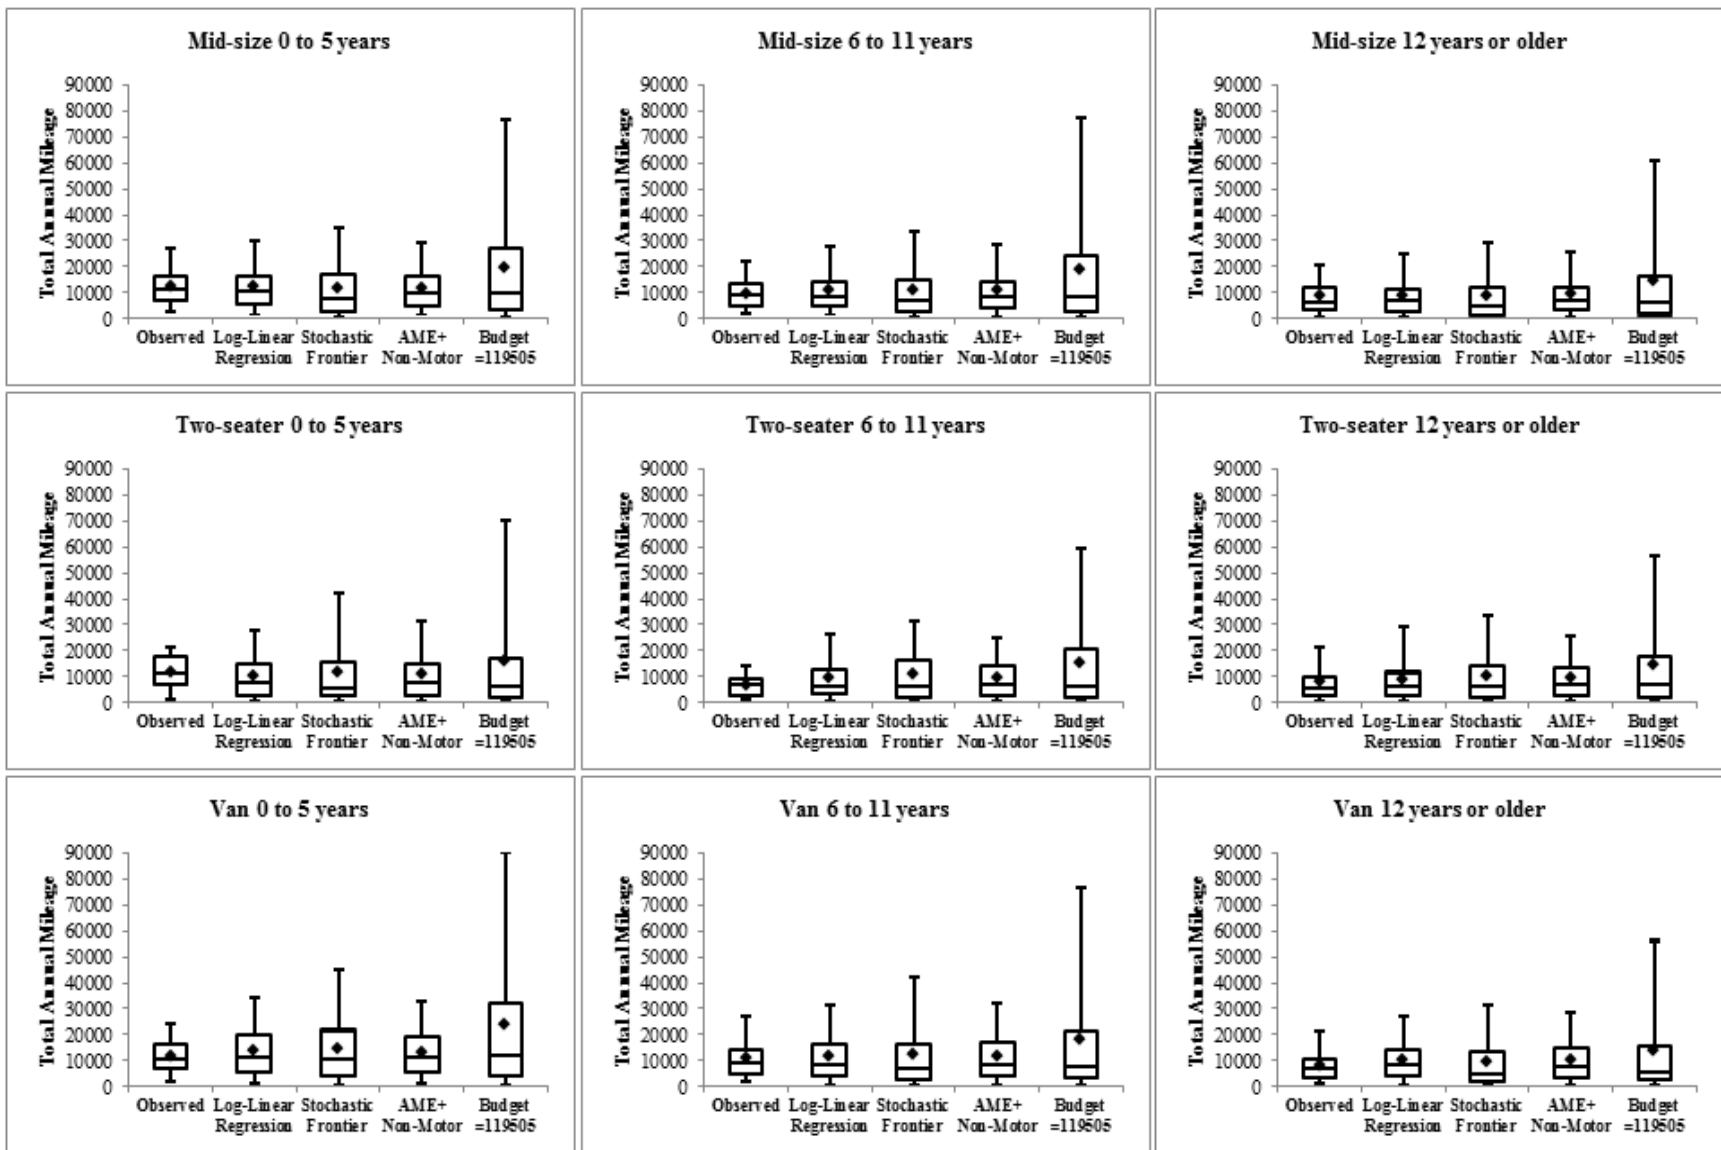 Mid-size 0 to 5 years
Total Annual Mileage
90000
80000
70000
60000
50000
40000
30000
20000
10000
0
Observed Log-Linear Stochastic AME+ Budget
Regression Frontier Non-Motor =119505
Mid-size 6 to 11 years
Total Annual Mileage
90000
80000
70000
60000
50000
40000
30000
20000
10000
0
Observed Log-Linear Stochastic AME+ Budget
Regression Frontier Non-Motor =119505
Mid-size 12 years or older
Total Annual Mileage
90000
80000
70000
60000
50000
40000
30000
20000
10000
0
Observed Log-Linear Stochastic AME+ Budget
Regression Frontier Non-Motor =119505
Two-seater 0 to 5 years
Total Annual Mileage
90000
80000
70000
60000
50000
40000
30000
20000
10000
0
Observed Log-Linear Stochastic AME+ Budget
Regression Frontier Non-Motor =119505
Two-seater 6 to 11 years
Total Annual Mileage
90000
80000
70000
60000
50000
40000
30000
20000
10000
0
Observed Log-Linear Stochastic AME+ Budget
Regression Frontier Non-Motor =119505
Two-seater 12 years or older
Total Annual Mileage
90000
80000
70000
60000
50000
40000
30000
20000
10000
0
Observed Log-Linear Stochastic AME+ Budget
Regression Frontier Non-Motor =119505
Van 0 to 5 years
Total Annual Mileage
90000
80000
70000
60000
50000
40000
30000
20000
10000
0
Observed Log-Linear Stochastic AME+ Budget
Regression Frontier Non-Motor =119505
Van 6 to 11 years
Total Annual Mileage
90000
80000
70000
60000
50000
40000
30000
20000
10000
0
Observed Log-Linear Stochastic AME+ Budget
Regression Frontier Non-Motor =119505
Van 12 years or older
Total Annual Mileage
90000
80000
70000
60000
50000
40000
30000
20000
10000
0
Observed Log-Linear Stochastic AME+ Budget
Regression Frontier Non-Motor =119505